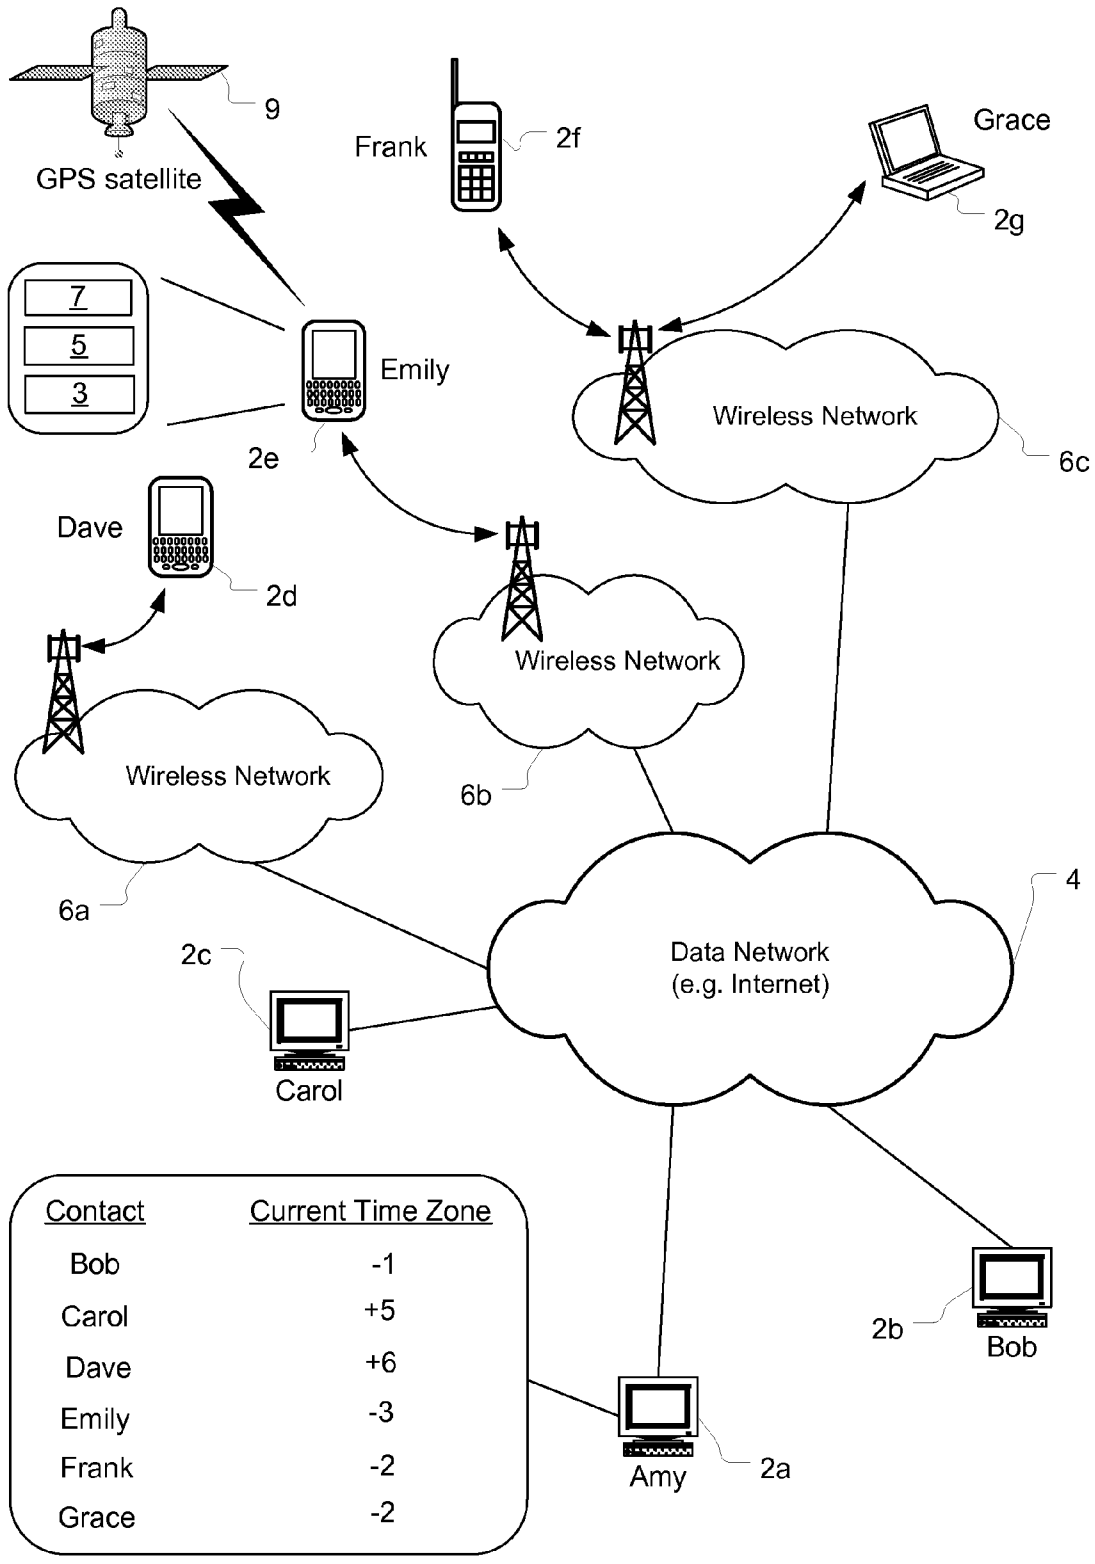 9
GPS satellite
Frank
2f
Grace
2g
7
5
3
Emily
2e
Wireless Network
6c
Dave
2d
Wireless Network
6b
Wireless Network
6a
4
Data Network
(e.g. Internet)
2c
Carol
Contact Current Time Zone
Bob -1
Carol +5
Dave +6
Emily -3
Frank -2
Grace -2
2b
Bob
Amy
2a